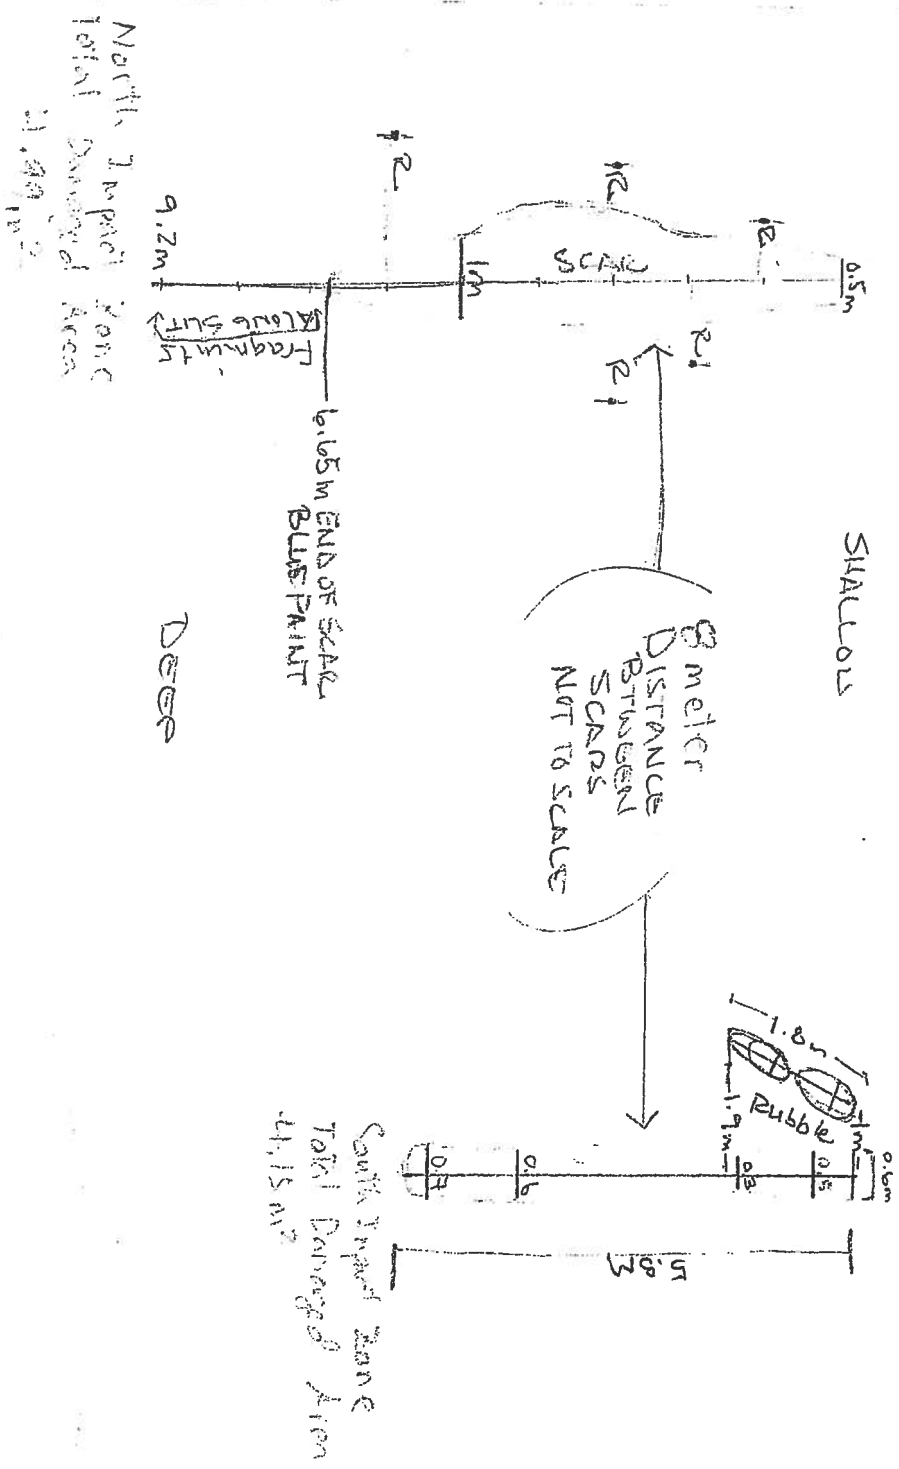 SHALLOW
0.5m
R
R
SCAR
R
R
R
1m
6.65m END OF SCAR
BLUE PAINT
Fragments
ALONG SLIT
9.2m
North Impact Zone
Total Damaged Area
m²
8 meter
DISTANCE
BTWEEN
SCARS
NOT TO SCALE
DEEP
1.8m
Rubble
1m
0.6m
1.9m
0.5
0.3
0.6
0.7
5.8M
South Impact Zone
Total Damaged Area
4.15 m²